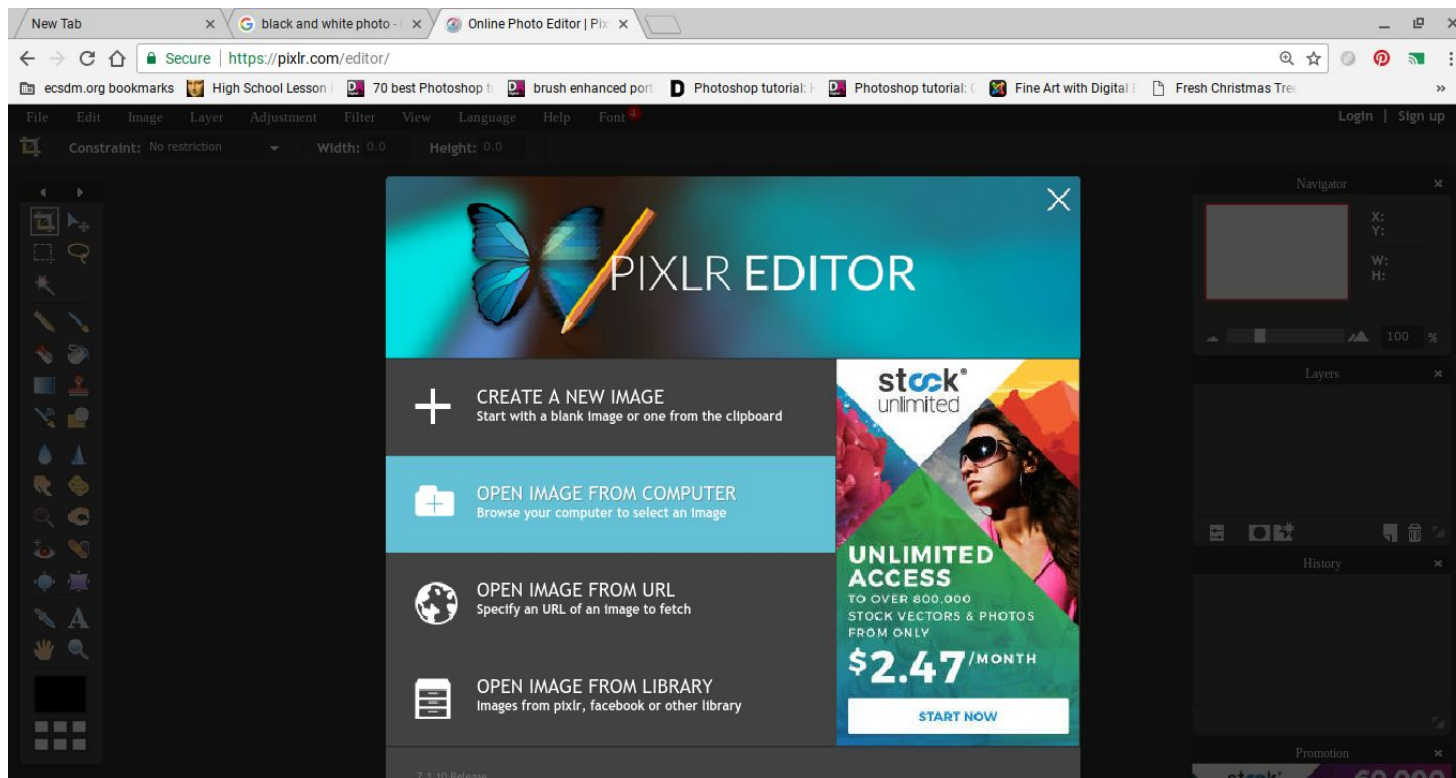 New Tab
black and white photo -
Online Photo Editor | Pix
Secure | https://pixlr.com/editor/
ecsdm.org bookmarks
High School Lesson
70 best Photoshop t
brush enhanced port
Photoshop tutorial:
Photoshop tutorial:
Fine Art with Digital
Fresh Christmas Tree
»
File Edit Image Layer Adjustment Filter View Language Help Font 4
Login | Sign up
Constraint: No restriction Width: 0.0 Height: 0.0
Navigator
X:
Y:
W:
H:
100 %
Layers
History
Promotion
PIXLR EDITOR
CREATE A NEW IMAGE
Start with a blank image or one from the clipboard
OPEN IMAGE FROM COMPUTER
Browse your computer to select an image
OPEN IMAGE FROM URL
Specify an URL of an image to fetch
OPEN IMAGE FROM LIBRARY
Images from pixlr, facebook or other library
7.1.10 Release
stock®
unlimited
UNLIMITED
ACCESS
TO OVER 800,000
STOCK VECTORS & PHOTOS
FROM ONLY
$2.47/MONTH
START NOW